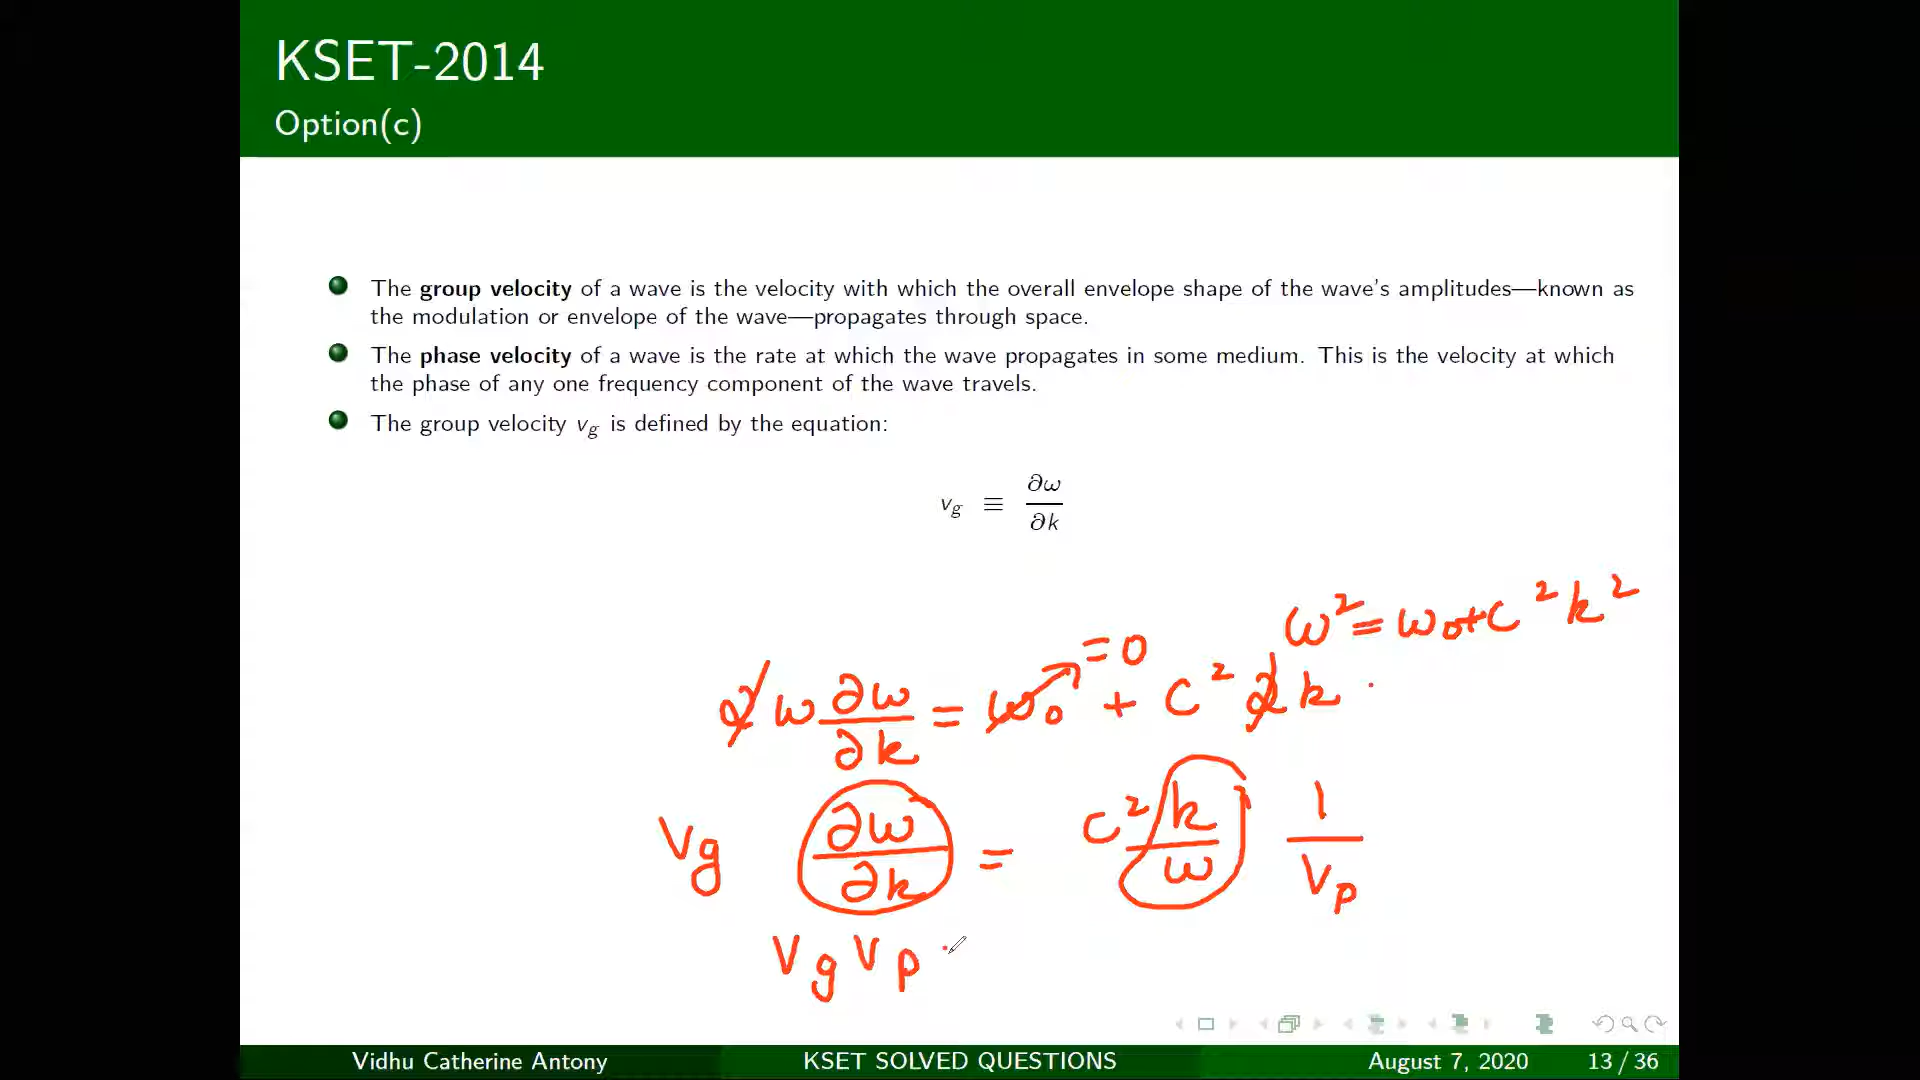 KSET-2014
Option(c)
The group velocity of a wave is the velocity with which the overall envelope shape of the wave's amplitudes—known as
the modulation or envelope of the wave—propagates through space.
The phase velocity of a wave is the rate at which the wave propagates in some medium. This is the velocity at which
the phase of any one frequency component of the wave travels.
The group velocity v_g is defined by the equation:
v_g ≡ ∂ω/∂k
ω² = ω₀ + c²k²
2ω ∂ω/∂k = ω₀ + c² 2k
= 0
v_g ∂ω/∂k = c² k/ω 1/v_p
v_g v_p
Vidhu Catherine Antony KSET SOLVED QUESTIONS August 7, 2020 13 / 36